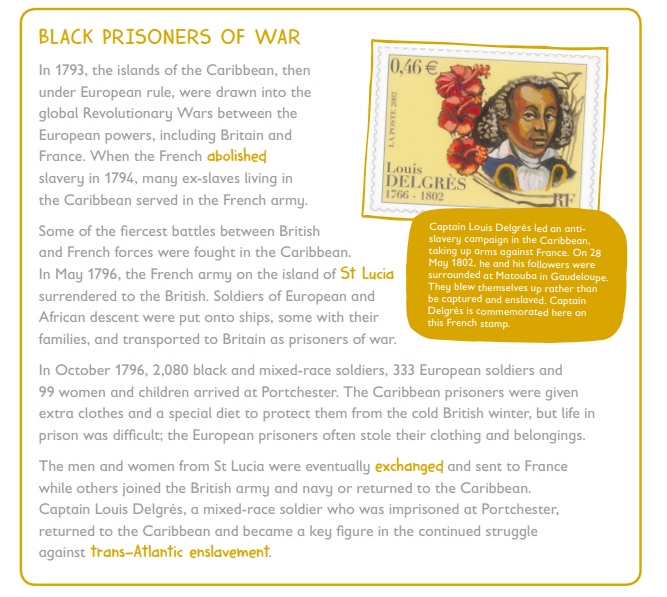 BLACK PRISONERS OF WAR
In 1793, the islands of the Caribbean, then
under European rule, were drawn into the
global Revolutionary Wars between the
European powers, including Britain and
France. When the French abolished
slavery in 1794, many ex-slaves living in
the Caribbean served in the French army.
Some of the fiercest battles between British
and French forces were fought in the Caribbean.
In May 1796, the French army on the island of St Lucia
surrendered to the British. Soldiers of European and
African descent were put onto ships, some with their
families, and transported to Britain as prisoners of war.
0,46 €
LA POSTE 2002
Louis
DELGRÈS
1766 - 1802
RF
Captain Louis Delgrés led an anti-
slavery campaign in the Caribbean,
taking up arms against France. On 28
May 1802, he and his followers were
surrounded at Matouba in Gaudeloupe.
They blew themselves up rather than
be captured and enslaved. Captain
Delgrés is commemorated here on
this French stamp.
In October 1796, 2,080 black and mixed-race soldiers, 333 European soldiers and
99 women and children arrived at Portchester. The Caribbean prisoners were given
extra clothes and a special diet to protect them from the cold British winter, but life in
prison was difficult; the European prisoners often stole their clothing and belongings.
The men and women from St Lucia were eventually exchanged and sent to France
while others joined the British army and navy or returned to the Caribbean.
Captain Louis Delgrés, a mixed-race soldier who was imprisoned at Portchester,
returned to the Caribbean and became a key figure in the continued struggle
against trans-Atlantic enslavement.